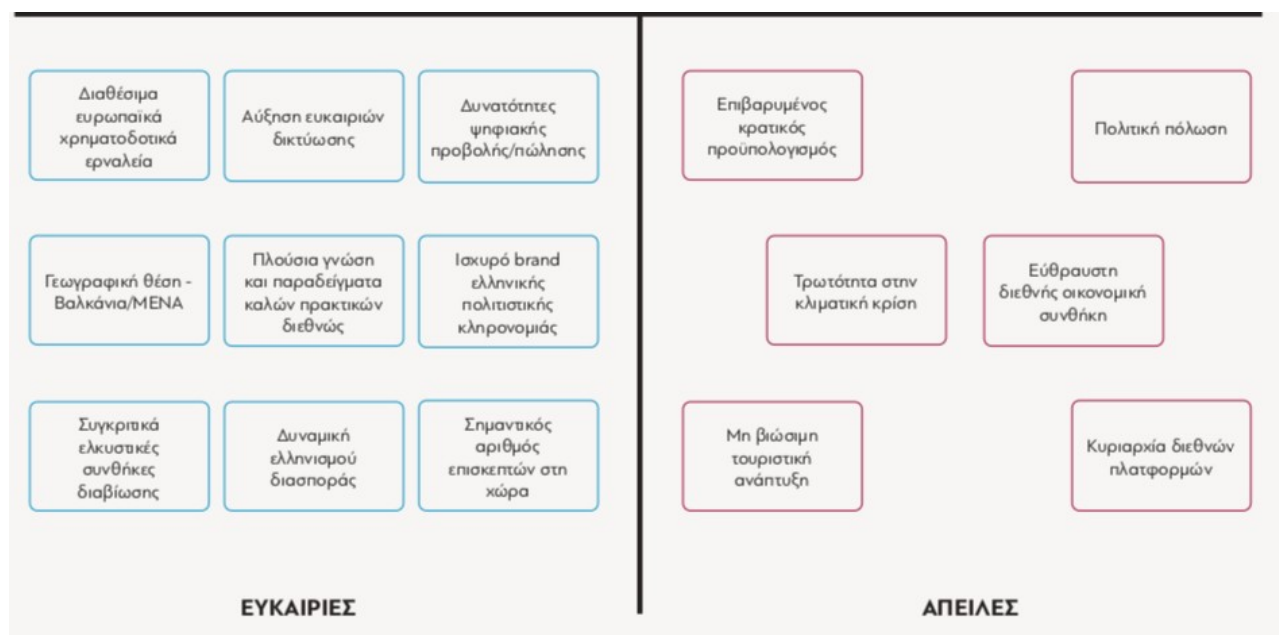 Διαθέσιμα
ευρωπαϊκά
χρηματοδοτικά
εργαλεία
Αύξηση ευκαιριών
δικτύωσης
Δυνατότητες
ψηφιακής
προβολής/πώλησης
Γεωγραφική θέση -
Βαλκάνια/ΜΕΝΑ
Πλούσια γνώση
και παραδείγματα
καλών πρακτικών
διεθνώς
Ισχυρό brand
ελληνικής
πολιτιστικής
κληρονομιάς
Συγκριτικά
ελκυστικές
συνθήκες
διαβίωσης
Δυναμική
ελληνισμού
διασποράς
Σημαντικός
αριθμός
επισκεπτών στη
χώρα
ΕΥΚΑΙΡΙΕΣ
Επιβαρυμένος
κρατικός
προϋπολογισμός
Πολιτική πόλωση
Τρωτότητα στην
κλιματική κρίση
Εύθραυστη
διεθνής οικονομική
συνθήκη
Μη βιώσιμη
τουριστική
ανάπτυξη
Κυριαρχία διεθνών
πλατφορμών
ΑΠΕΙΛΕΣ